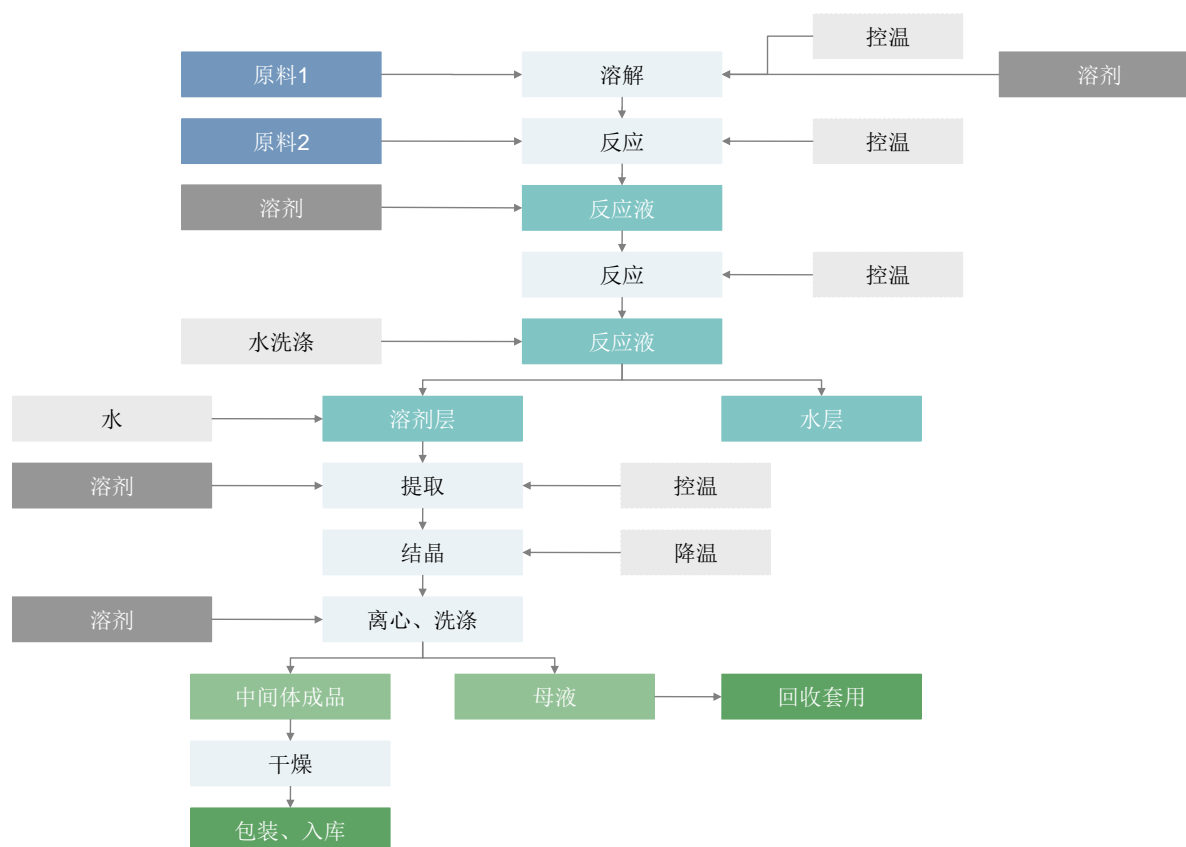 控温
原料1
溶解
溶剂
原料2
反应
控温
溶剂
反应液
反应
控温
水洗涤
反应液
水
溶剂层
水层
溶剂
提取
控温
结晶
降温
溶剂
离心、洗涤
中间体成品
母液
回收套用
干燥
包装、入库